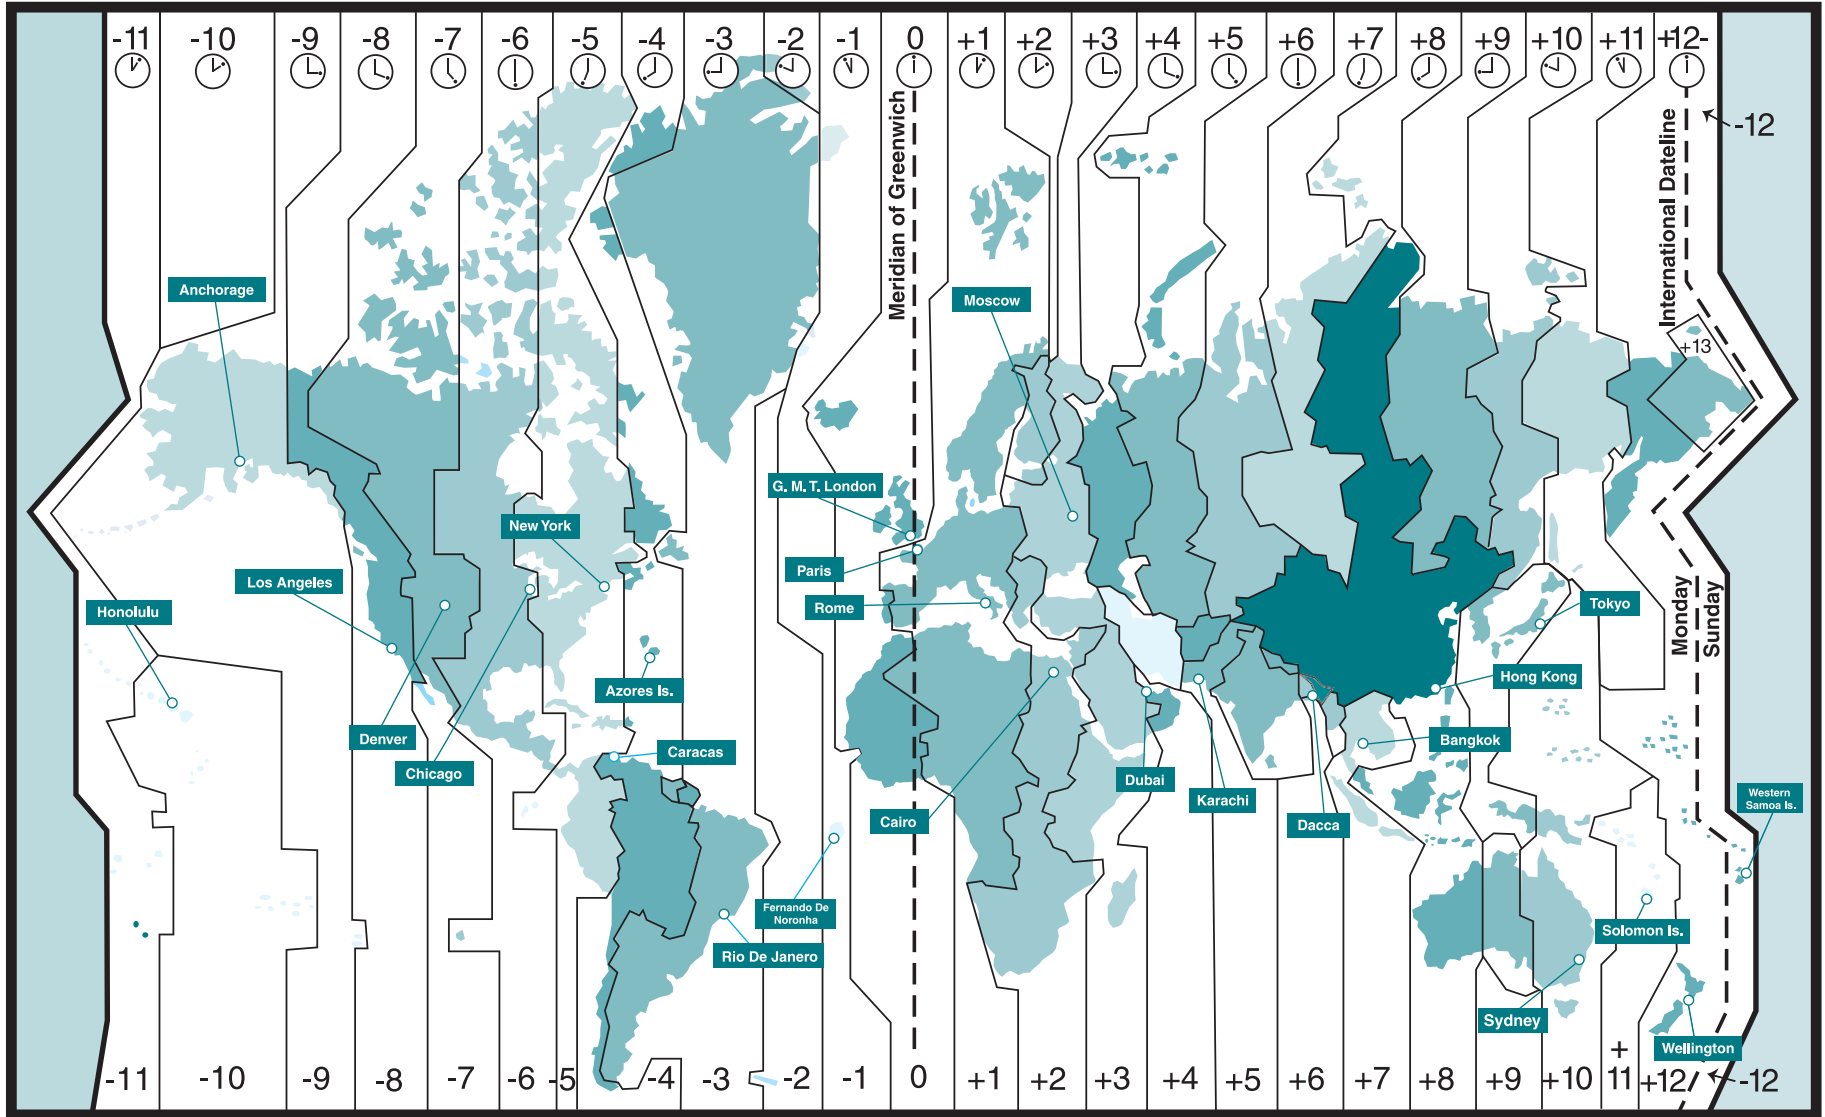 -11 -10 -9 -8 -7 -6 -5 -4 -3 -2 -1 0 +1 +2 +3 +4 +5 +6 +7 +8 +9 +10 +11 +12-
-12
Meridian of Greenwich
International Dateline
Anchorage
Moscow
+13
G. M. T. London
New York
Paris
Los Angeles
Honolulu
Rome
Tokyo
Monday
Sunday
Azores Is.
Hong Kong
Denver
Caracas
Bangkok
Chicago
Dubai
Karachi
Western
Samoa Is.
Cairo
Dacca
Fernando De
Noronha
Solomon Is.
Rio De Janero
Sydney
Wellington
-11 -10 -9 -8 -7 -6 -5 -4 -3 -2 -1 0 +1 +2 +3 +4 +5 +6 +7 +8 +9 +10 +
11 +12 -12